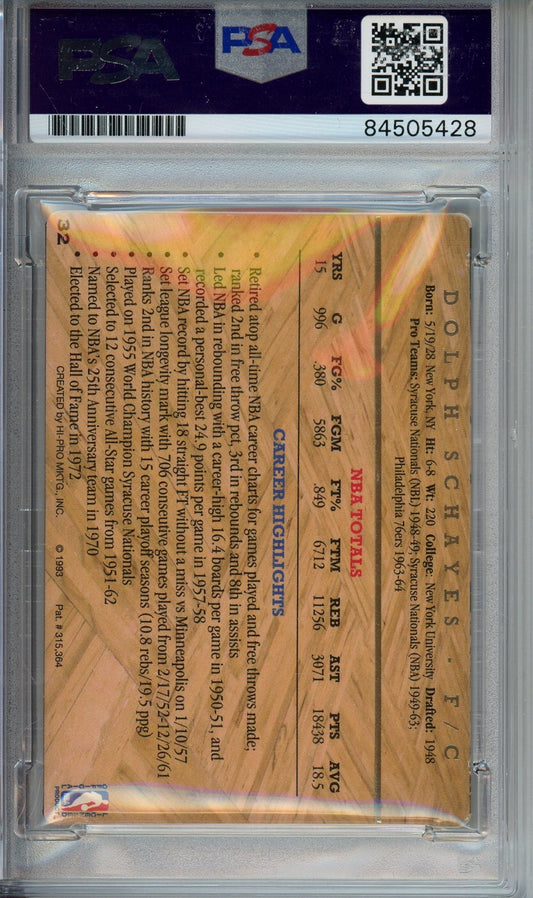 PSA
PSA
84505428
DOLPH SCHAYES - F/C
Born: 5/19/28 New York, NY Ht: 6-8 Wt: 220 College: New York University Drafted: 1948
Pro Teams: Syracuse Nationals (NBL) 1948-49; Syracuse Nationals (NBA) 1949-63;
Philadelphia 76ers 1963-64
NBA TOTALS
YRS G FG% FGM FT% FTM REB AST PTS AVG
15 996 .380 5863 .849 6712 11256 3071 18438 18.5
CAREER HIGHLIGHTS
• Retired atop all-time NBA career charts for games played and free throws made;
ranked 2nd in free throw pct, 3rd in rebounds and 8th in assists
• Led NBA in rebounding with a career-high 16.4 boards per game in 1950-51, and
recorded a personal-best 24.9 points per game in 1957-58
• Set NBA record by hitting 18 straight FT without a miss vs Minneapolis on 1/10/57
• Set league longevity mark with 706 consecutive games played from 2/17/52-12/26/61
• Ranks 2nd in NBA history with 15 career playoff seasons (10.8 rebs/19.5 ppg)
• Played on 1955 World Champion Syracuse Nationals
• Selected to 12 consecutive All-Star games from 1951-62
• Named to NBA's 25th Anniversary team in 1970
• Elected to the Hall of Fame in 1972
32
CREATED BY HI-PRO MKTG., INC. © 1993 Pat. # 315,364
OFFICIAL LICENSED PRODUCT